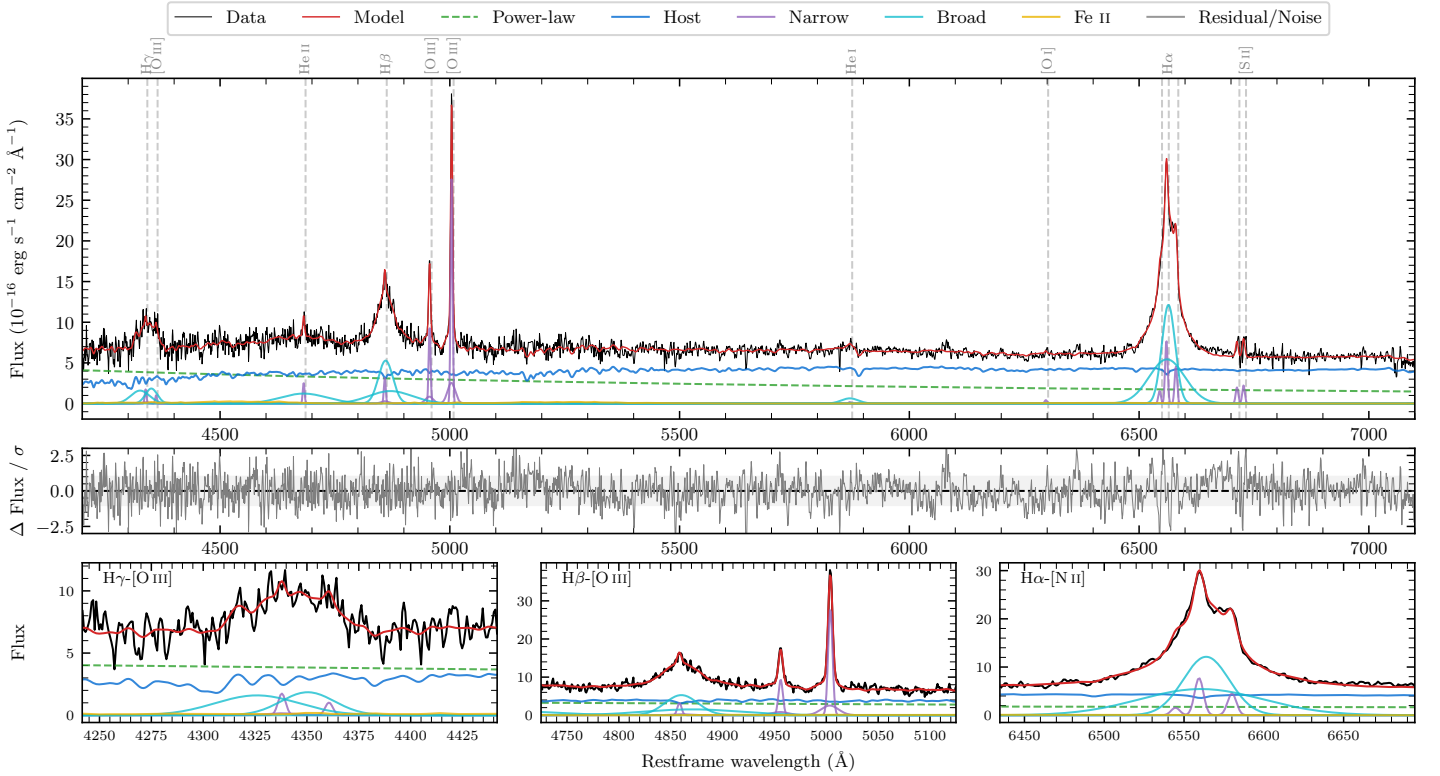 Data Model Power-law Host Narrow Broad Fe II Residual/Noise
Hγ [O III] He II Hβ [O III] [O III] He I [O I] Hα [S II]
Flux (10⁻¹⁶ erg s⁻¹ cm⁻² Å⁻¹)
35
30
25
20
15
10
5
0
4500 5000 5500 6000 6500 7000
Δ Flux / σ
2.5
0.0
−2.5
4500 5000 5500 6000 6500 7000
Flux
Hγ-[O III]
10
5
0
4250 4275 4300 4325 4350 4375 4400 4425
Hβ-[O III]
30
20
10
0
4750 4800 4850 4900 4950 5000 5050 5100
Hα-[N II]
30
20
10
0
6450 6500 6550 6600 6650
Restframe wavelength (Å)